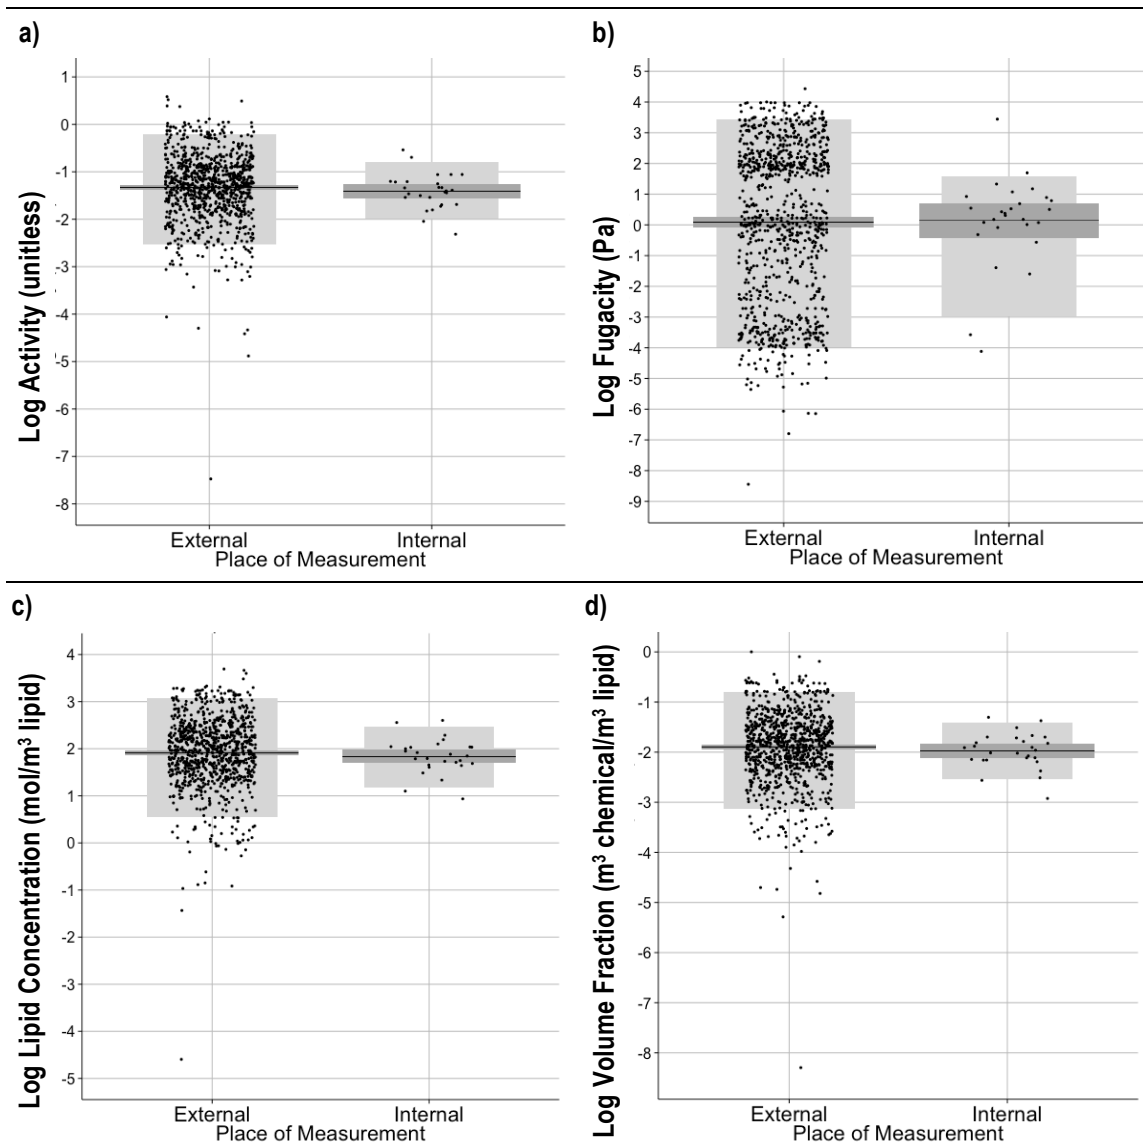 a)
Log Activity (unitless)
1
0
-1
-2
-3
-4
-5
-6
-7
-8
External
Internal
Place of Measurement
b)
Log Fugacity (Pa)
5
4
3
2
1
0
-1
-2
-3
-4
-5
-6
-7
-8
-9
External
Internal
Place of Measurement
c)
Log Lipid Concentration (mol/m³ lipid)
4
3
2
1
0
-1
-2
-3
-4
-5
External
Internal
Place of Measurement
d)
Log Volume Fraction (m³ chemical/m³ lipid)
0
-1
-2
-3
-4
-5
-6
-7
-8
External
Internal
Place of Measurement